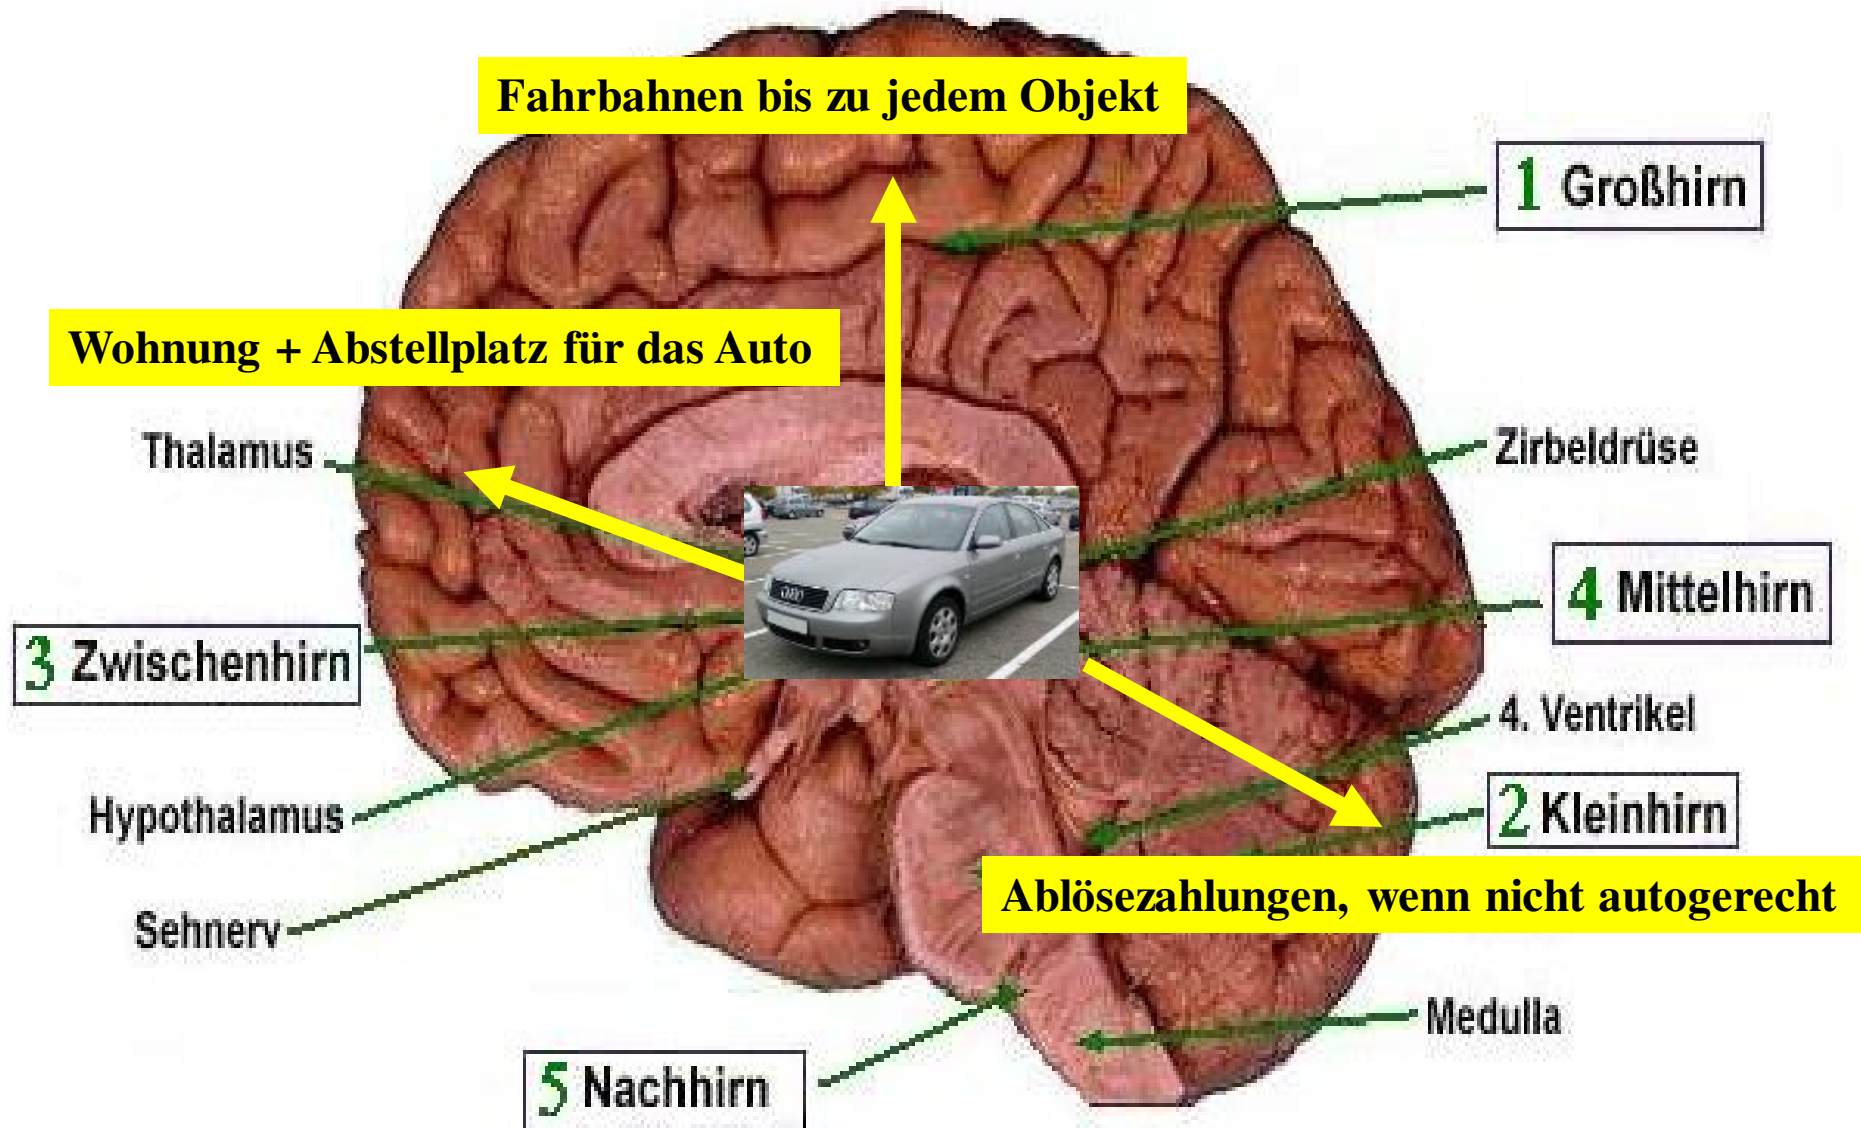 Fahrbahnen bis zu jedem Objekt
1 Großhirn
Wohnung + Abstellplatz für das Auto
Thalamus
Zirbeldrüse
4 Mittelhirn
3 Zwischenhirn
4. Ventrikel
Hypothalamus
2 Kleinhirn
Ablösezahlungen, wenn nicht autogerecht
Sehnerv
Medulla
5 Nachhirn